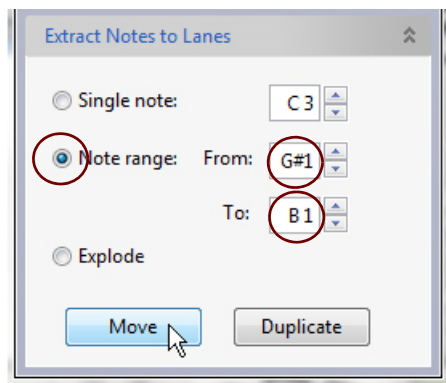 Extract Notes to Lanes
Single note: C 3
Note range: From: G#1
To: B 1
Explode
Move Duplicate